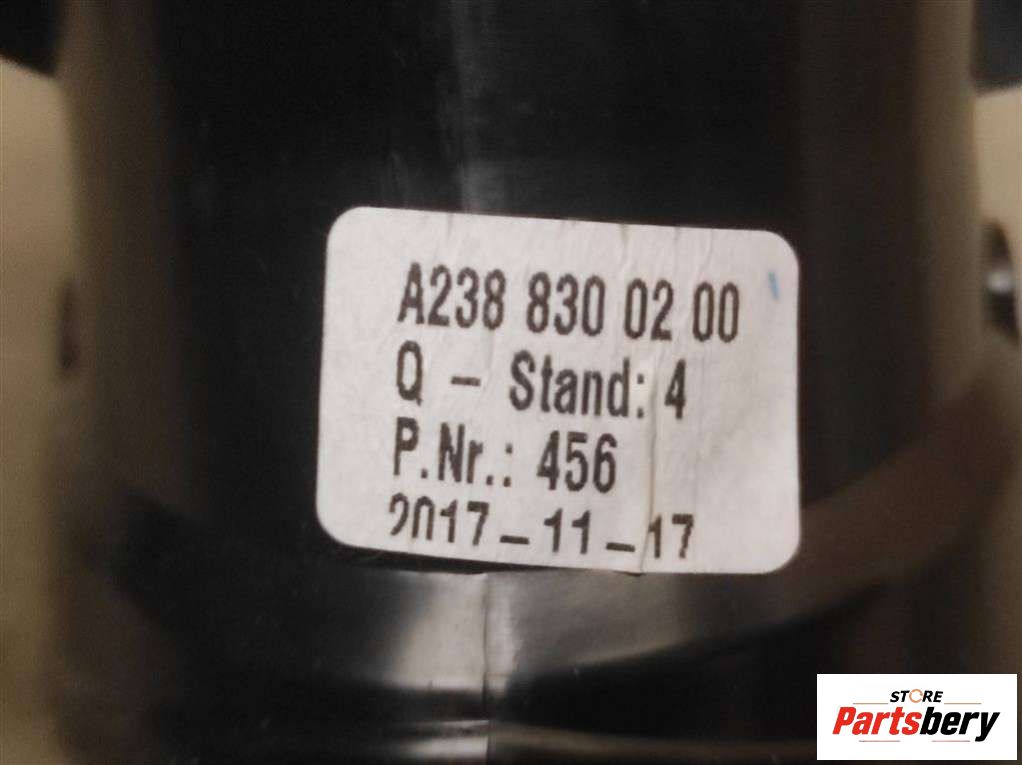 A238 830 02 00
Q - Stand: 4
P.Nr.: 456
2017-11-17
STORE
Partsbery